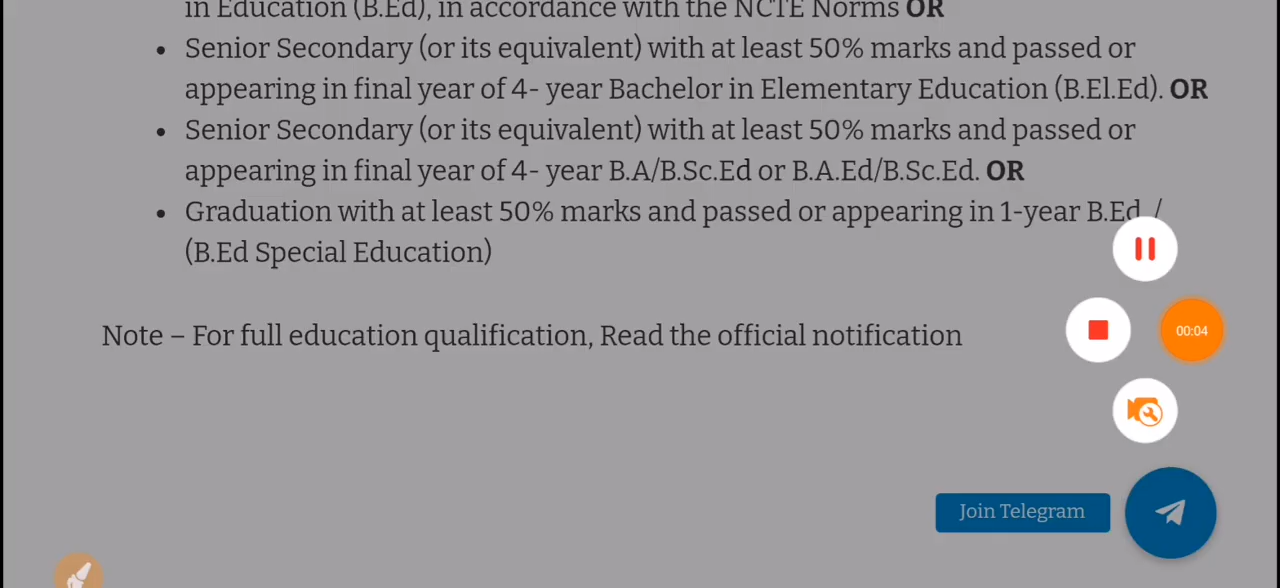 in Education (B.Ed), in accordance with the NCTE Norms OR
• Senior Secondary (or its equivalent) with at least 50% marks and passed or
appearing in final year of 4- year Bachelor in Elementary Education (B.El.Ed). OR
• Senior Secondary (or its equivalent) with at least 50% marks and passed or
appearing in final year of 4- year B.A/B.Sc.Ed or B.A.Ed/B.Sc.Ed. OR
• Graduation with at least 50% marks and passed or appearing in 1-year B.Ed. /
(B.Ed Special Education)
Note – For full education qualification, Read the official notification
00:04
Join Telegram